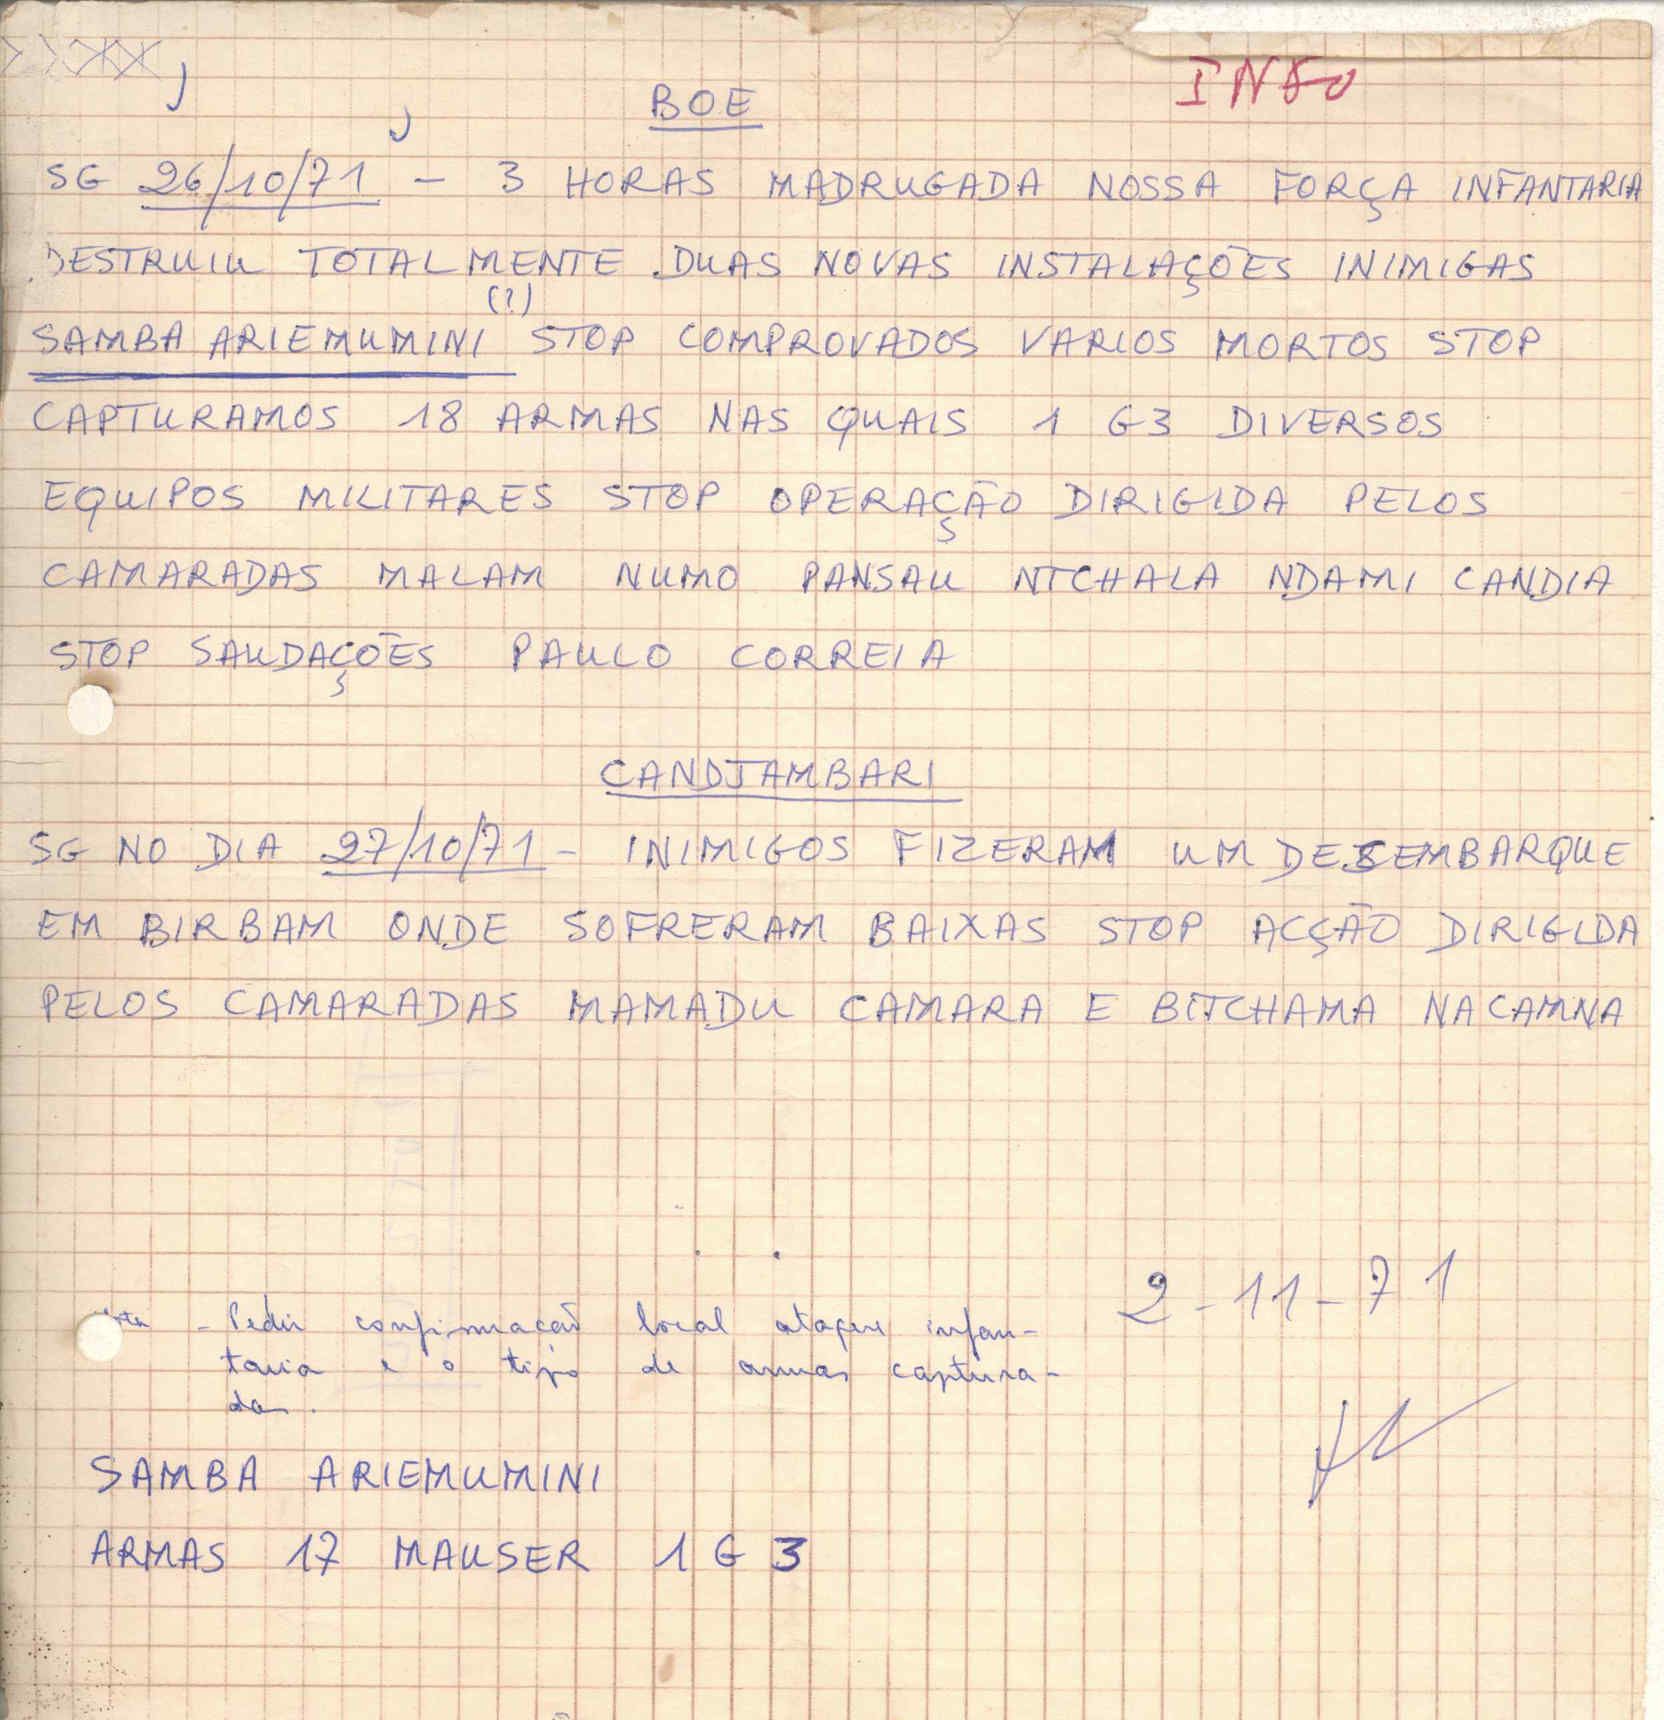 INFO
BOE
SG 26/10/71 - 3 HORAS MADRUGADA NOSSA FORÇA INFANTARIA
DESTRUIU TOTALMENTE DUAS NOVAS INSTALAÇÕES INIMIGAS
(?)
SAMBA ARIEMUMINI STOP COMPROVADOS VARIOS MORTOS STOP
CAPTURAMOS 18 ARMAS NAS QUAIS 1 G3 DIVERSOS
EQUIPOS MILITARES STOP OPERAÇÃO DIRIGIDA PELOS
CAMARADAS MALAM NUMO PANSAU NTCHALA NDAMI CANDIA
STOP SAUDAÇÕES PAULO CORREIA
CANDJAMBARI
SG NO DIA 27/10/71 - INIMIGOS FIZERAM UM DESEMBARQUE
EM BIRBAM ONDE SOFRERAM BAIXAS STOP ACÇÃO DIRIGIDA
PELOS CAMARADAS MAMADU CAMARA E BITCHAMA NACAMNA
2-11-71
- Pedir confirmação local ataque infan-
taria e o tipo de armas captura-
das.
SAMBA ARIEMUMINI
ARMAS 17 MAUSER 1 G 3